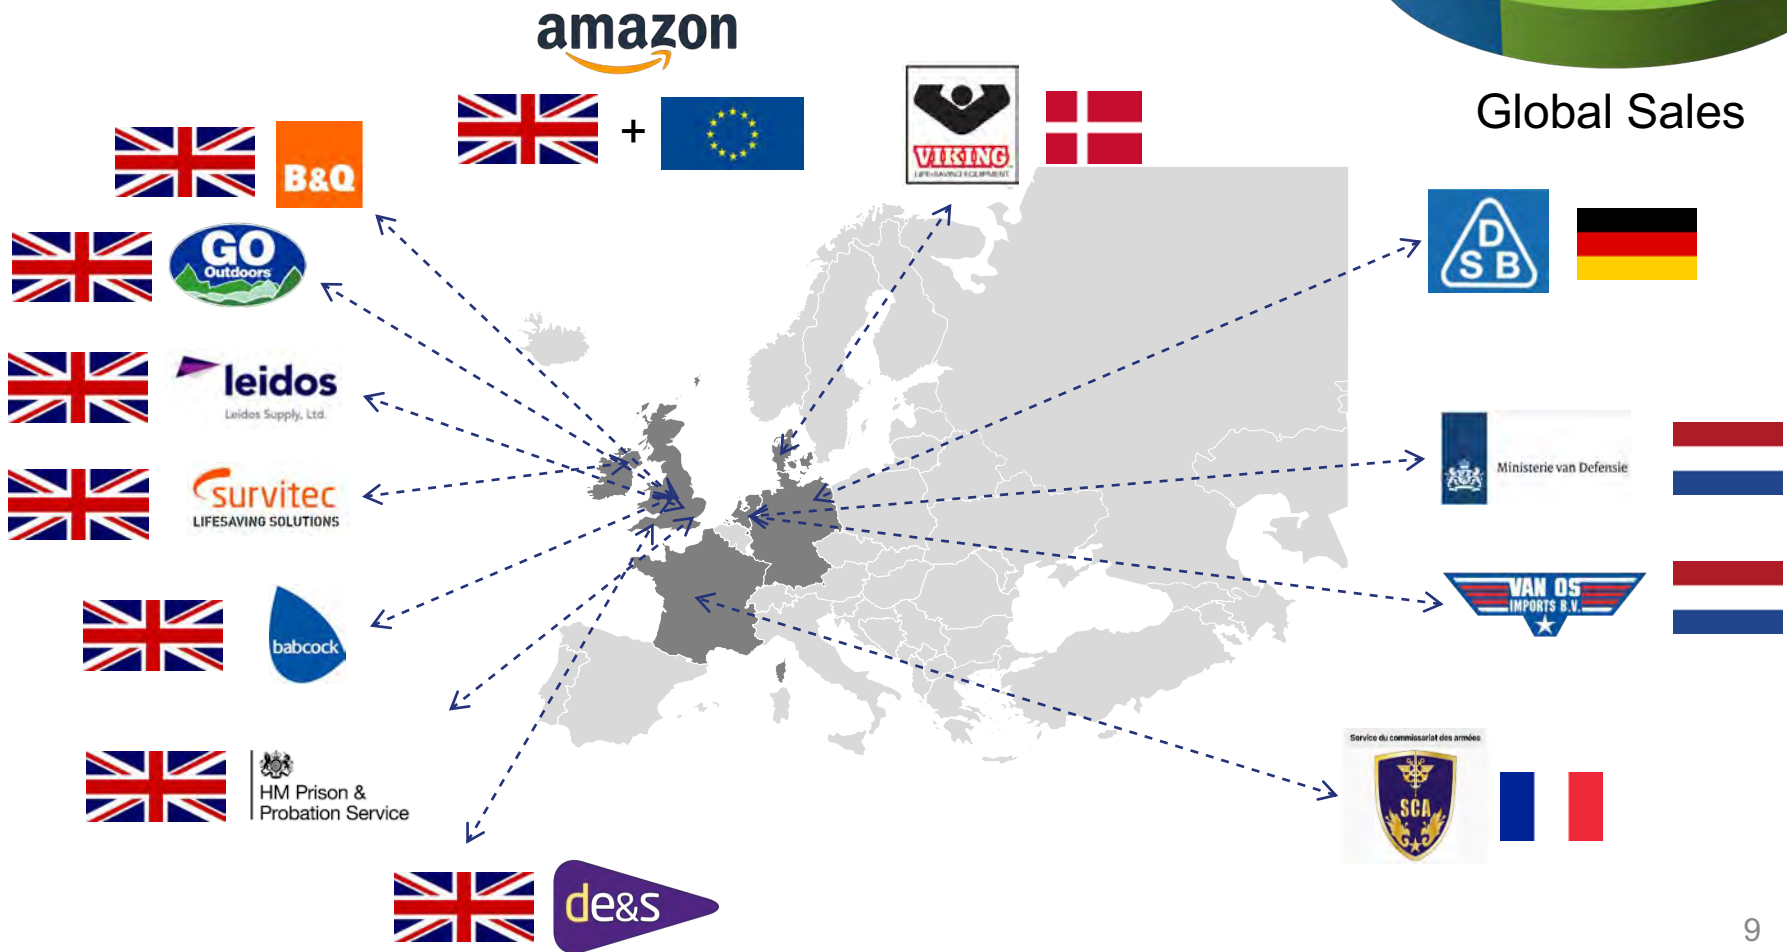 amazon
Global Sales
+
VIKING
LIFE-SAVING EQUIPMENT
B&Q
GO
Outdoors
D
S B
leidos
Leidos Supply, Ltd.
Ministerie van Defensie
survitec
LIFESAVING SOLUTIONS
VAN OS
IMPORTS B.V.
babcock
Service du commissariat des armées
SCA
HM Prison &
Probation Service
de&s
9